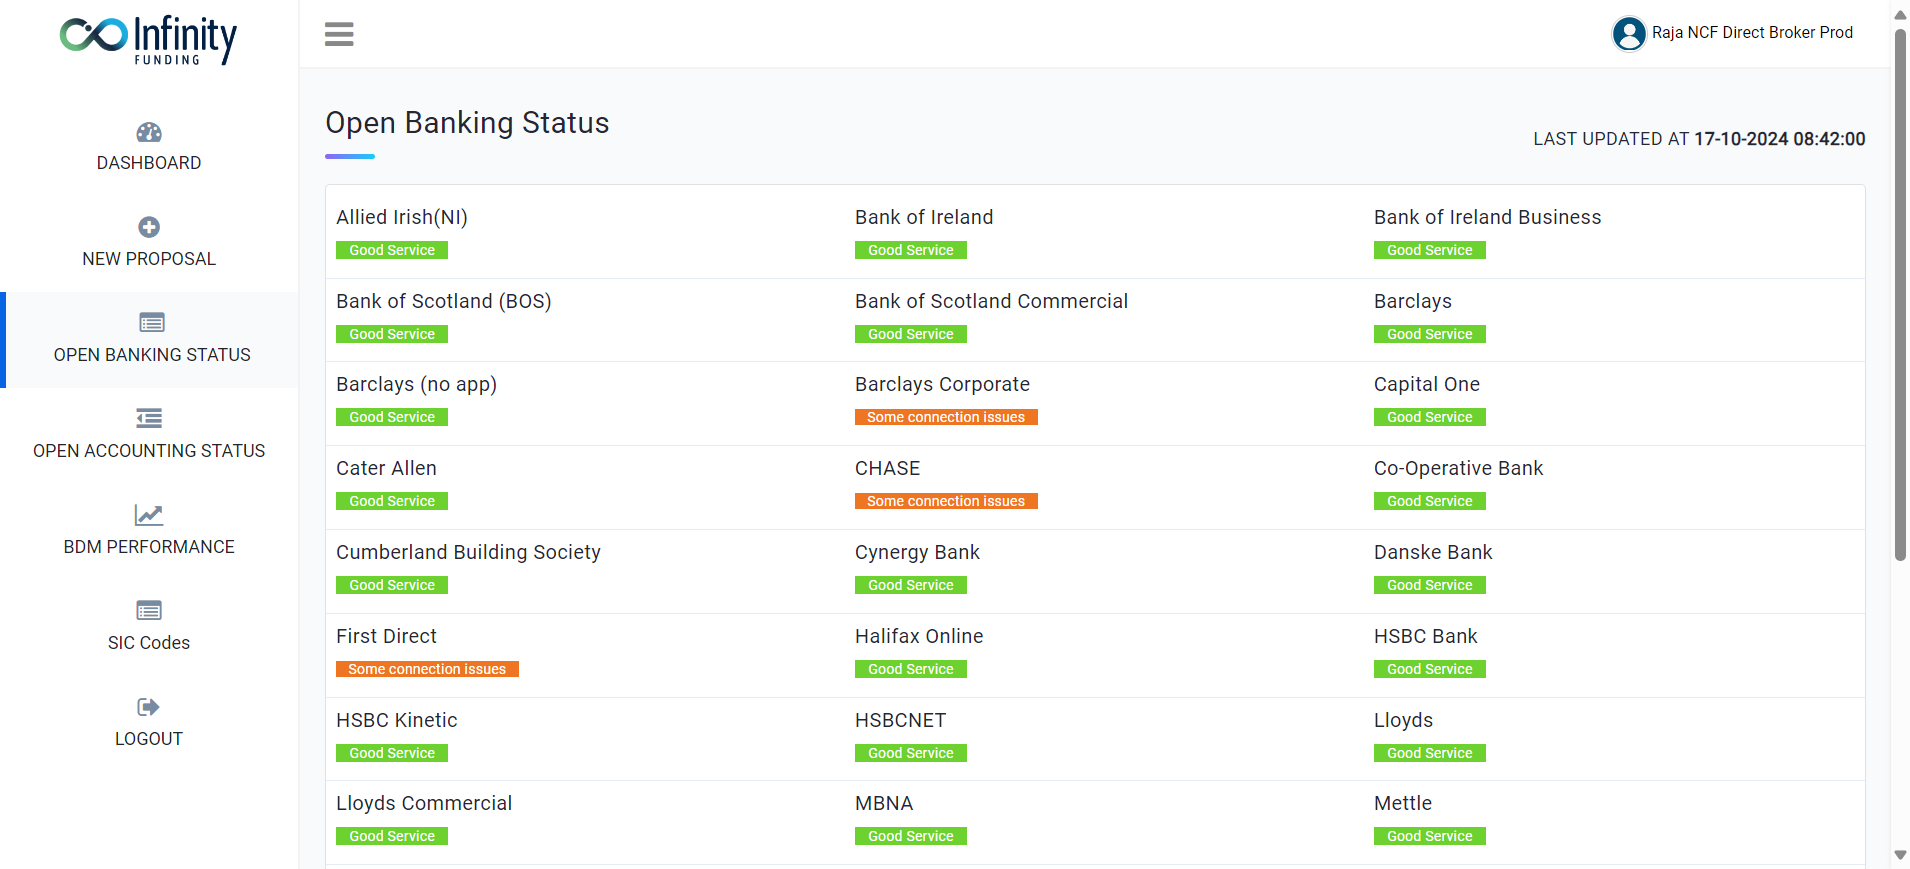 Infinity
FUNDING
DASHBOARD
NEW PROPOSAL
OPEN BANKING STATUS
OPEN ACCOUNTING STATUS
BDM PERFORMANCE
SIC Codes
LOGOUT
Raja NCF Direct Broker Prod
Open Banking Status
LAST UPDATED AT 17-10-2024 08:42:00
Allied Irish(NI)
Good Service
Bank of Ireland
Good Service
Bank of Ireland Business
Good Service
Bank of Scotland (BOS)
Good Service
Bank of Scotland Commercial
Good Service
Barclays
Good Service
Barclays (no app)
Good Service
Barclays Corporate
Some connection issues
Capital One
Good Service
Cater Allen
Good Service
CHASE
Some connection issues
Co-Operative Bank
Good Service
Cumberland Building Society
Good Service
Cynergy Bank
Good Service
Danske Bank
Good Service
First Direct
Some connection issues
Halifax Online
Good Service
HSBC Bank
Good Service
HSBC Kinetic
Good Service
HSBCNET
Good Service
Lloyds
Good Service
Lloyds Commercial
Good Service
MBNA
Good Service
Mettle
Good Service